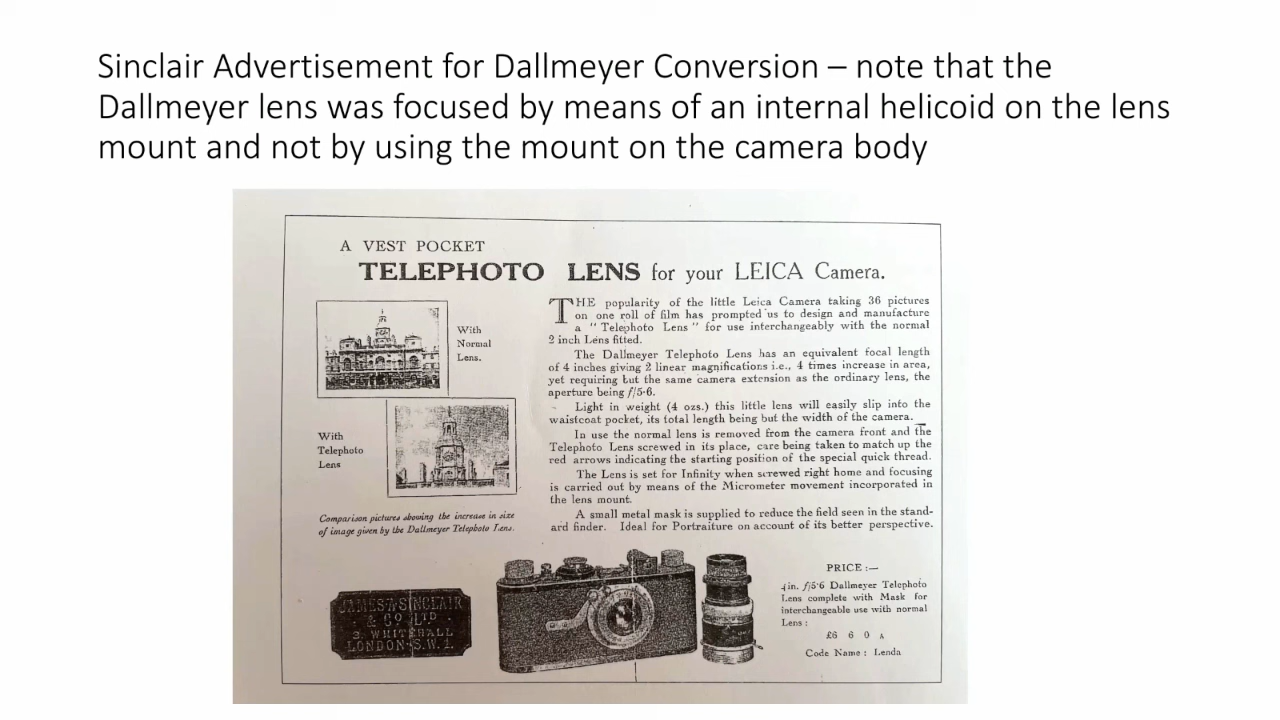 Sinclair Advertisement for Dallmeyer Conversion – note that the
Dallmeyer lens was focused by means of an internal helicoid on the lens
mount and not by using the mount on the camera body
A VEST POCKET
TELEPHOTO LENS for your LEICA Camera.
With
Normal
Lens.
With
Telephoto
Lens
Comparison pictures showing the increase in size
of image given by the Dallmeyer Telephoto Lens.
THE popularity of the little Leica Camera taking 36 pictures
on one roll of film has prompted us to design and manufacture
a "Telephoto Lens" for use interchangeably with the normal
2 inch Lens fitted.
The Dallmeyer Telephoto Lens has an equivalent focal length
of 4 inches giving 2 linear magnifications i.e., 4 times increase in area,
yet requiring but the same camera extension as the ordinary lens, the
aperture being f/5·6.
Light in weight (4 ozs.) this little lens will easily slip into the
waistcoat pocket, its total length being but the width of the camera.
In use the normal lens is removed from the camera front and the
Telephoto Lens screwed in its place, care being taken to match up the
red arrows indicating the starting position of the special quick thread.
The Lens is set for Infinity when screwed right home and focusing
is carried out by means of the Micrometer movement incorporated in
the lens mount.
A small metal mask is supplied to reduce the field seen in the stand-
ard finder. Ideal for Portraiture on account of its better perspective.
JAMES A. SINCLAIR
& CO LTD
3, WHITEHALL
LONDON·S.W.1.
PRICE :—
4in. f/5·6 Dallmeyer Telephoto
Lens complete with Mask for
interchangeable use with normal
Lens :
£6 6 0 A
Code Name : Lenda